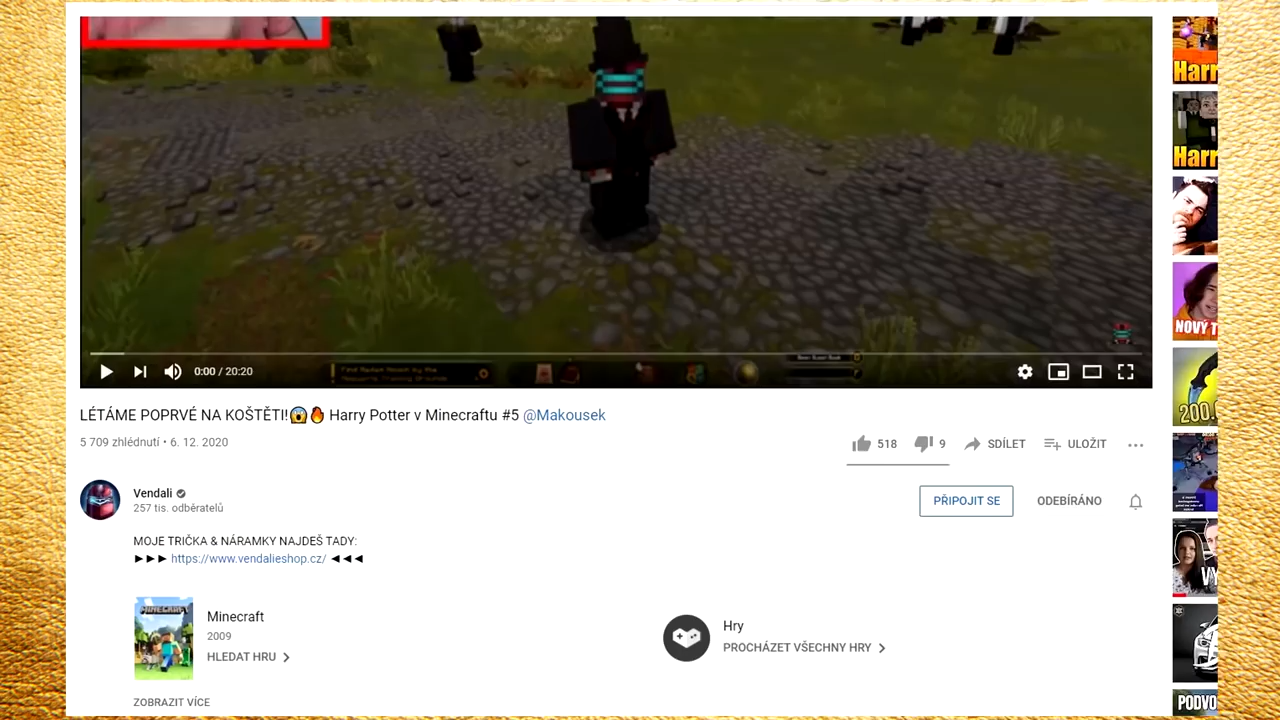 0:00 / 20:20
LÉTÁME POPRVÉ NA KOŠTĚTI!😱🔥 Harry Potter v Minecraftu #5 @Makousek
5 709 zhlédnutí • 6. 12. 2020
518 9 SDÍLET ULOŽIT
Vendali
257 tis. odběratelů
PŘIPOJIT SE ODEBÍRÁNO
MOJE TRIČKA & NÁRAMKY NAJDEŠ TADY:
►►► https://www.vendalieshop.cz/ ◄◄◄
MINECRAFT
Minecraft
2009
HLEDAT HRU
Hry
PROCHÁZET VŠECHNY HRY
ZOBRAZIT VÍCE
Harr
Harr
NOVÝ T
200.
VY
PODVO